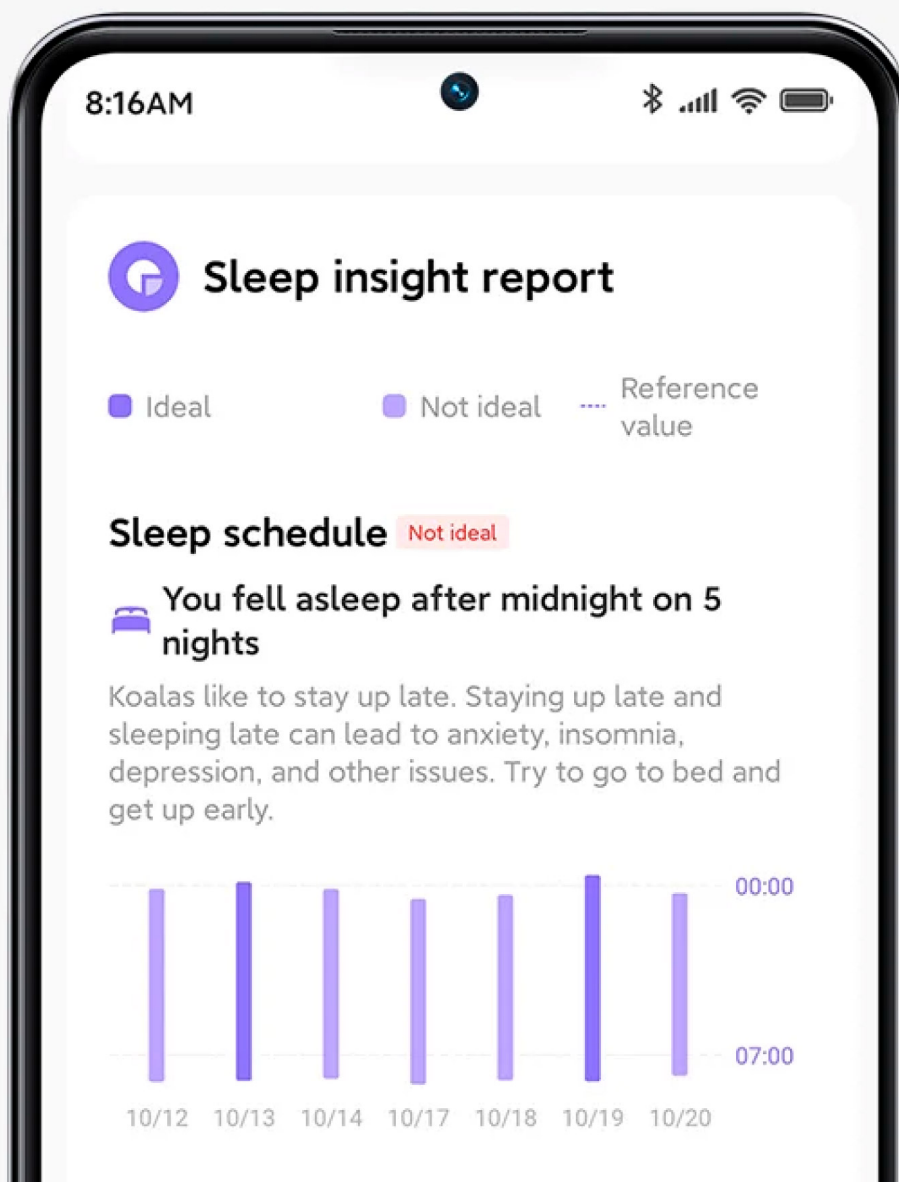 8:16AM
Sleep insight report
Ideal
Not ideal
Reference
value
Sleep schedule Not ideal
You fell asleep after midnight on 5
nights
Koalas like to stay up late. Staying up late and
sleeping late can lead to anxiety, insomnia,
depression, and other issues. Try to go to bed and
get up early.
00:00
07:00
10/12 10/13 10/14 10/17 10/18 10/19 10/20